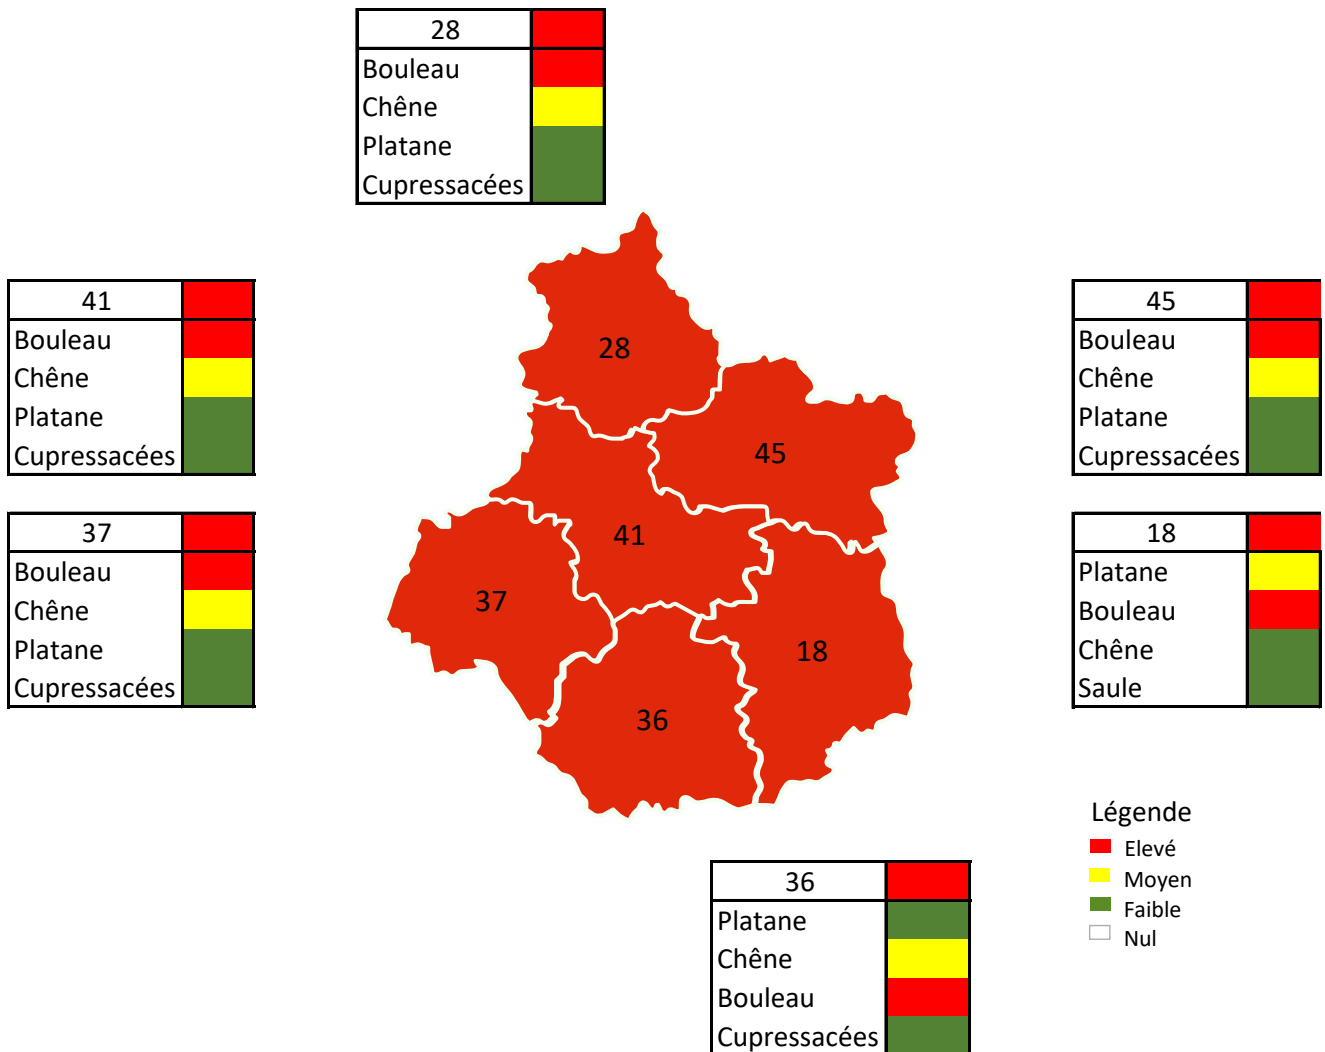 28
Bouleau
Chêne
Platane
Cupressacées
41
Bouleau
Chêne
Platane
Cupressacées
45
Bouleau
Chêne
Platane
Cupressacées
37
Bouleau
Chêne
Platane
Cupressacées
18
Platane
Bouleau
Chêne
Saule
28
45
41
37
18
36
Légende
Elevé
Moyen
Faible
Nul
36
Platane
Chêne
Bouleau
Cupressacées